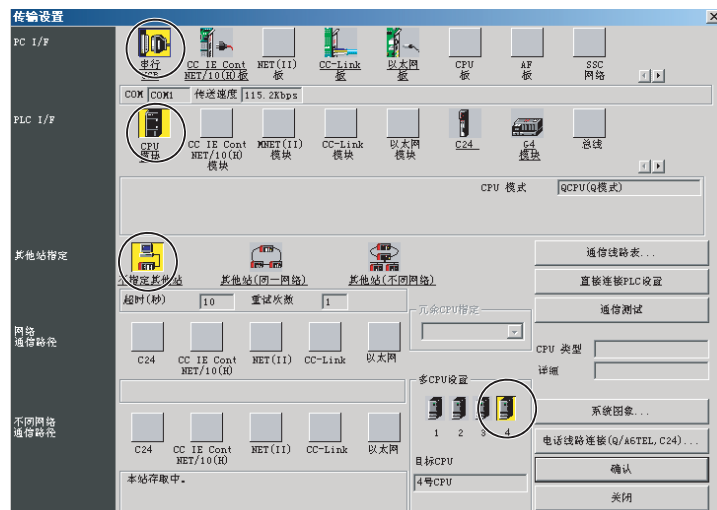 传输设置
PC I/F
串行
USB
CC IE Cont
NET/10(H)板
NET(II)
板
CC-Link
板
以太网
板
CPU
板
AF
板
SSC
网络
COM COM1 传送速度 115.2Kbps
PLC I/F
CPU
模块
CC IE Cont
NET/10(H)
模块
MNET(II)
模块
CC-Link
模块
以太网
模块
C24
G4
模块
总线
CPU 模式 QCPU(Q模式)
其他站指定
不指定其他站
其他站(同一网络)
其他站(不同网络)
超时(秒) 10 重试次数 1
冗余CPU指定
网络
通信路径
C24
CC IE Cont
NET/10(H)
NET(II)
CC-Link
以太网
多CPU设置
1 2 3 4
目标CPU
4号CPU
不同网络
通信路径
C24
CC IE Cont
NET/10(H)
NET(II)
CC-Link
以太网
本站存取中。
通信线路表...
直接连接PLC设置
通信测试
CPU 类型
详细
系统图象...
电话线路连接(Q/A6TEL,C24)...
确认
关闭